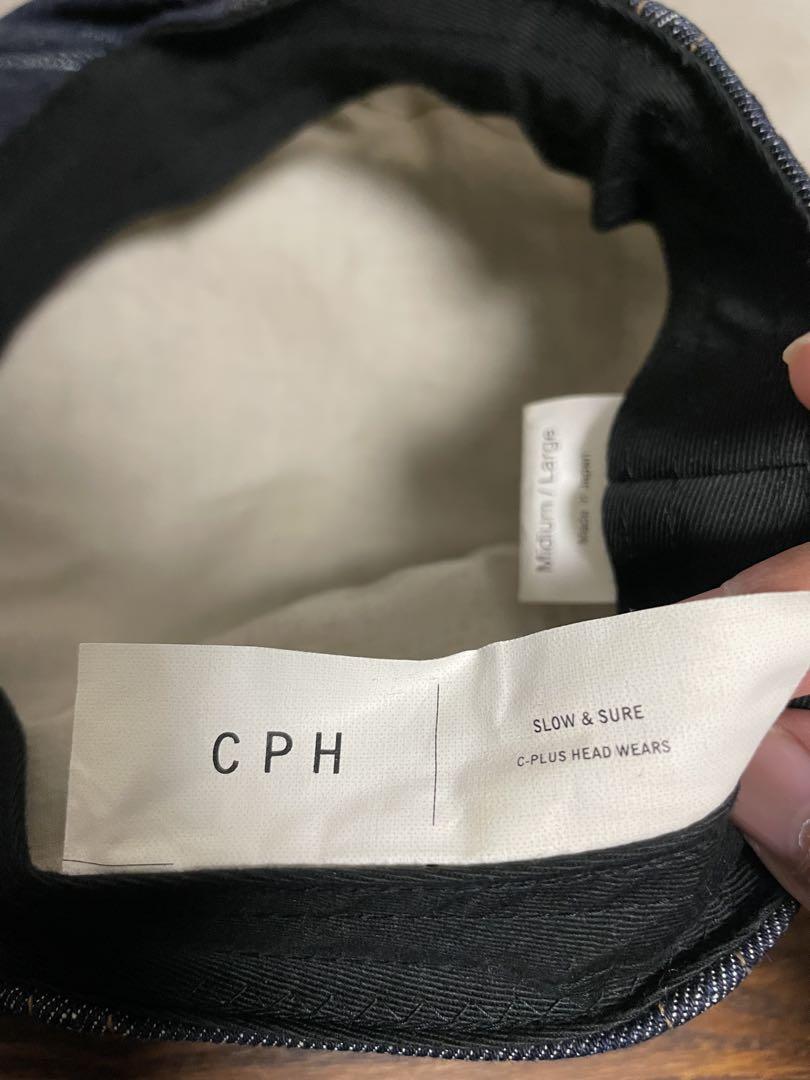 Midium / Large
Made in Japan
CPH
SLOW & SURE
C-PLUS HEAD WEARS